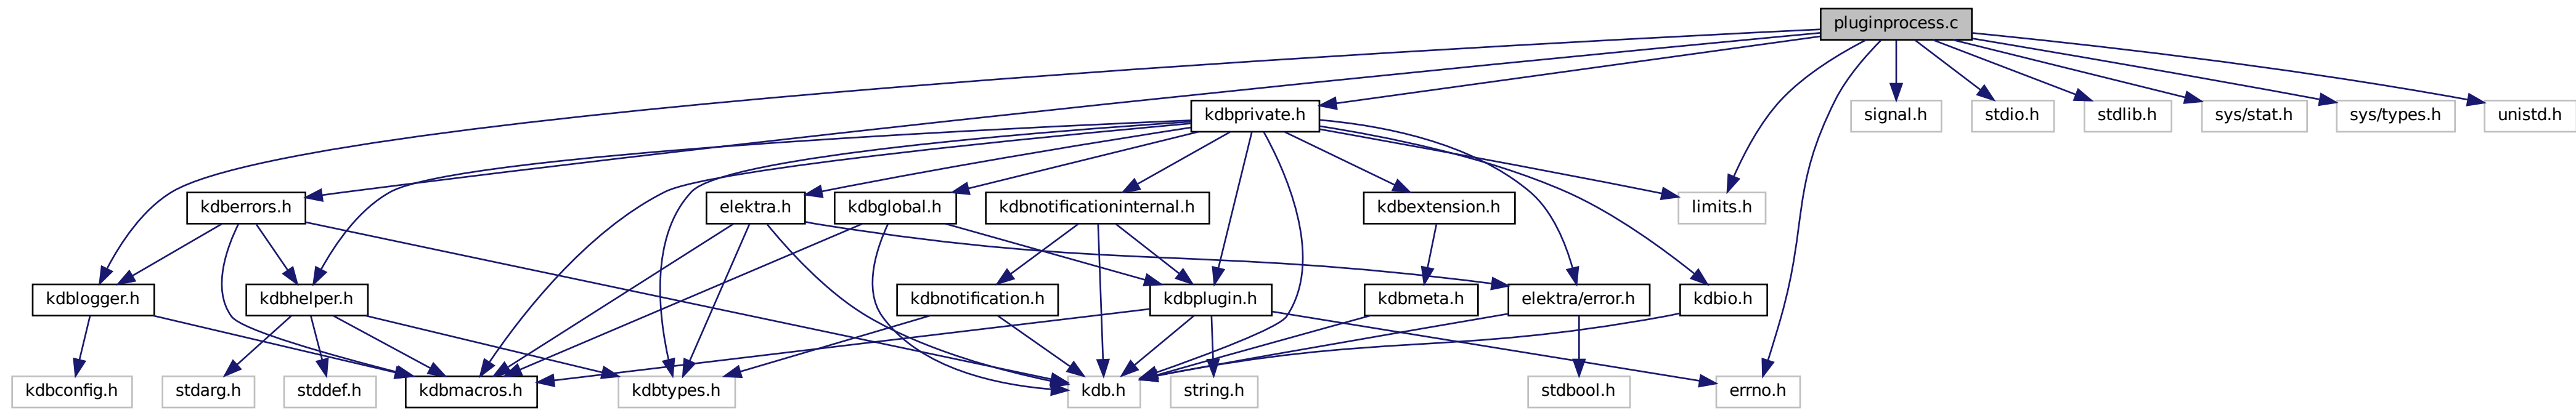 pluginprocess.c
kdbprivate.h
signal.h
stdio.h
stdlib.h
sys/stat.h
sys/types.h
unistd.h
kdberrors.h
elektra.h
kdbglobal.h
kdbnotificationinternal.h
kdbextension.h
limits.h
kdblogger.h
kdbhelper.h
kdbnotification.h
kdbplugin.h
kdbmeta.h
elektra/error.h
kdbio.h
kdbconfig.h
stdarg.h
stddef.h
kdbmacros.h
kdbtypes.h
kdb.h
string.h
stdbool.h
errno.h